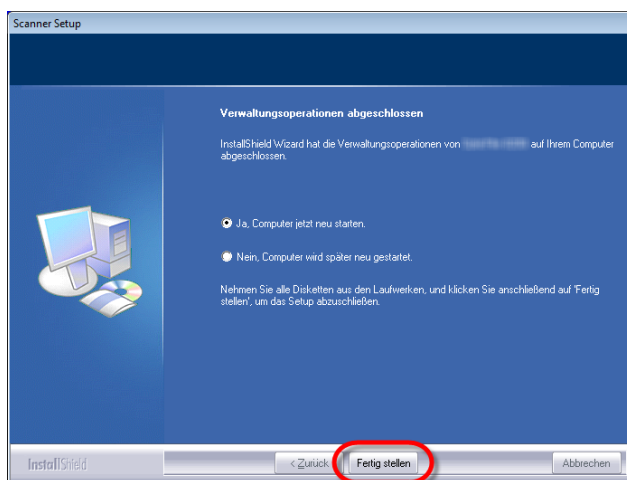 Scanner Setup
Verwaltungsoperationen abgeschlossen
InstallShield Wizard hat die Verwaltungsoperationen von auf Ihrem Computer
abgeschlossen.
Ja, Computer jetzt neu starten.
Nein, Computer wird später neu gestartet.
Nehmen Sie alle Disketten aus den Laufwerken, und klicken Sie anschließend auf 'Fertig
stellen', um das Setup abzuschließen.
InstallShield
< Zurück
Fertig stellen
Abbrechen